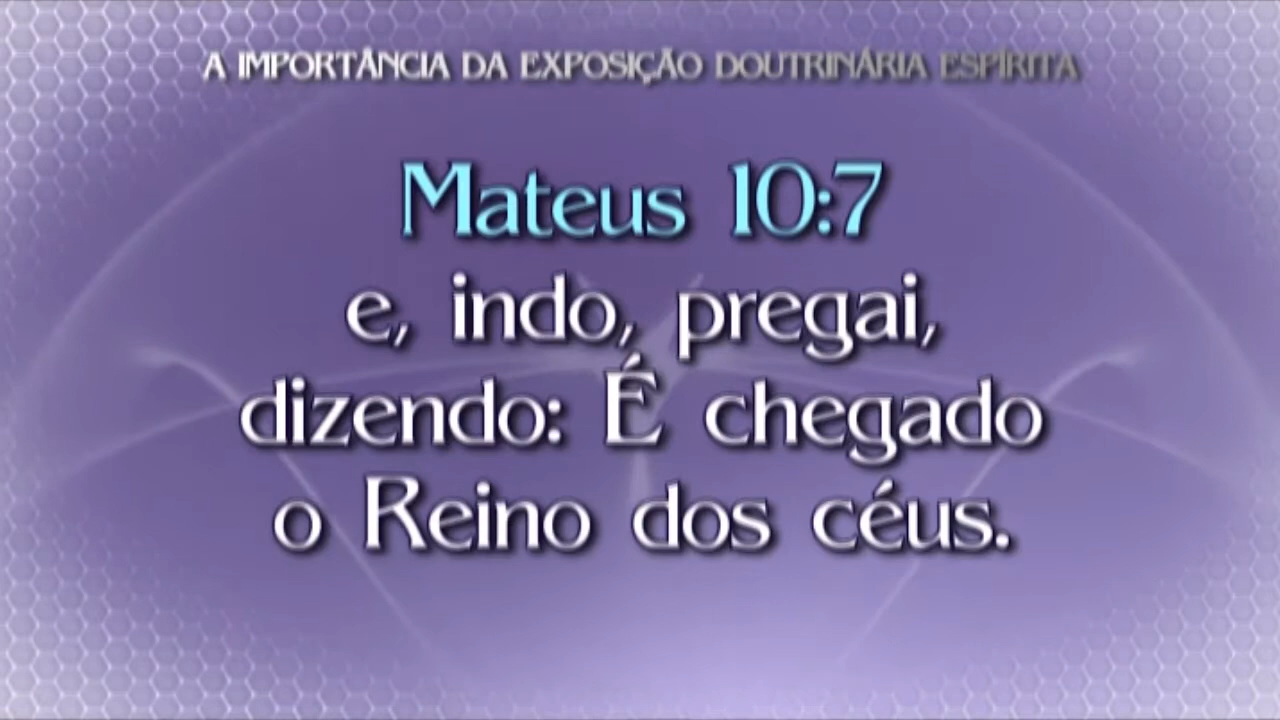 A IMPORTÂNCIA DA EXPOSIÇÃO DOUTRINÁRIA ESPÍRITA
Mateus 10:7
e, indo, pregai,
dizendo: É chegado
o Reino dos céus.